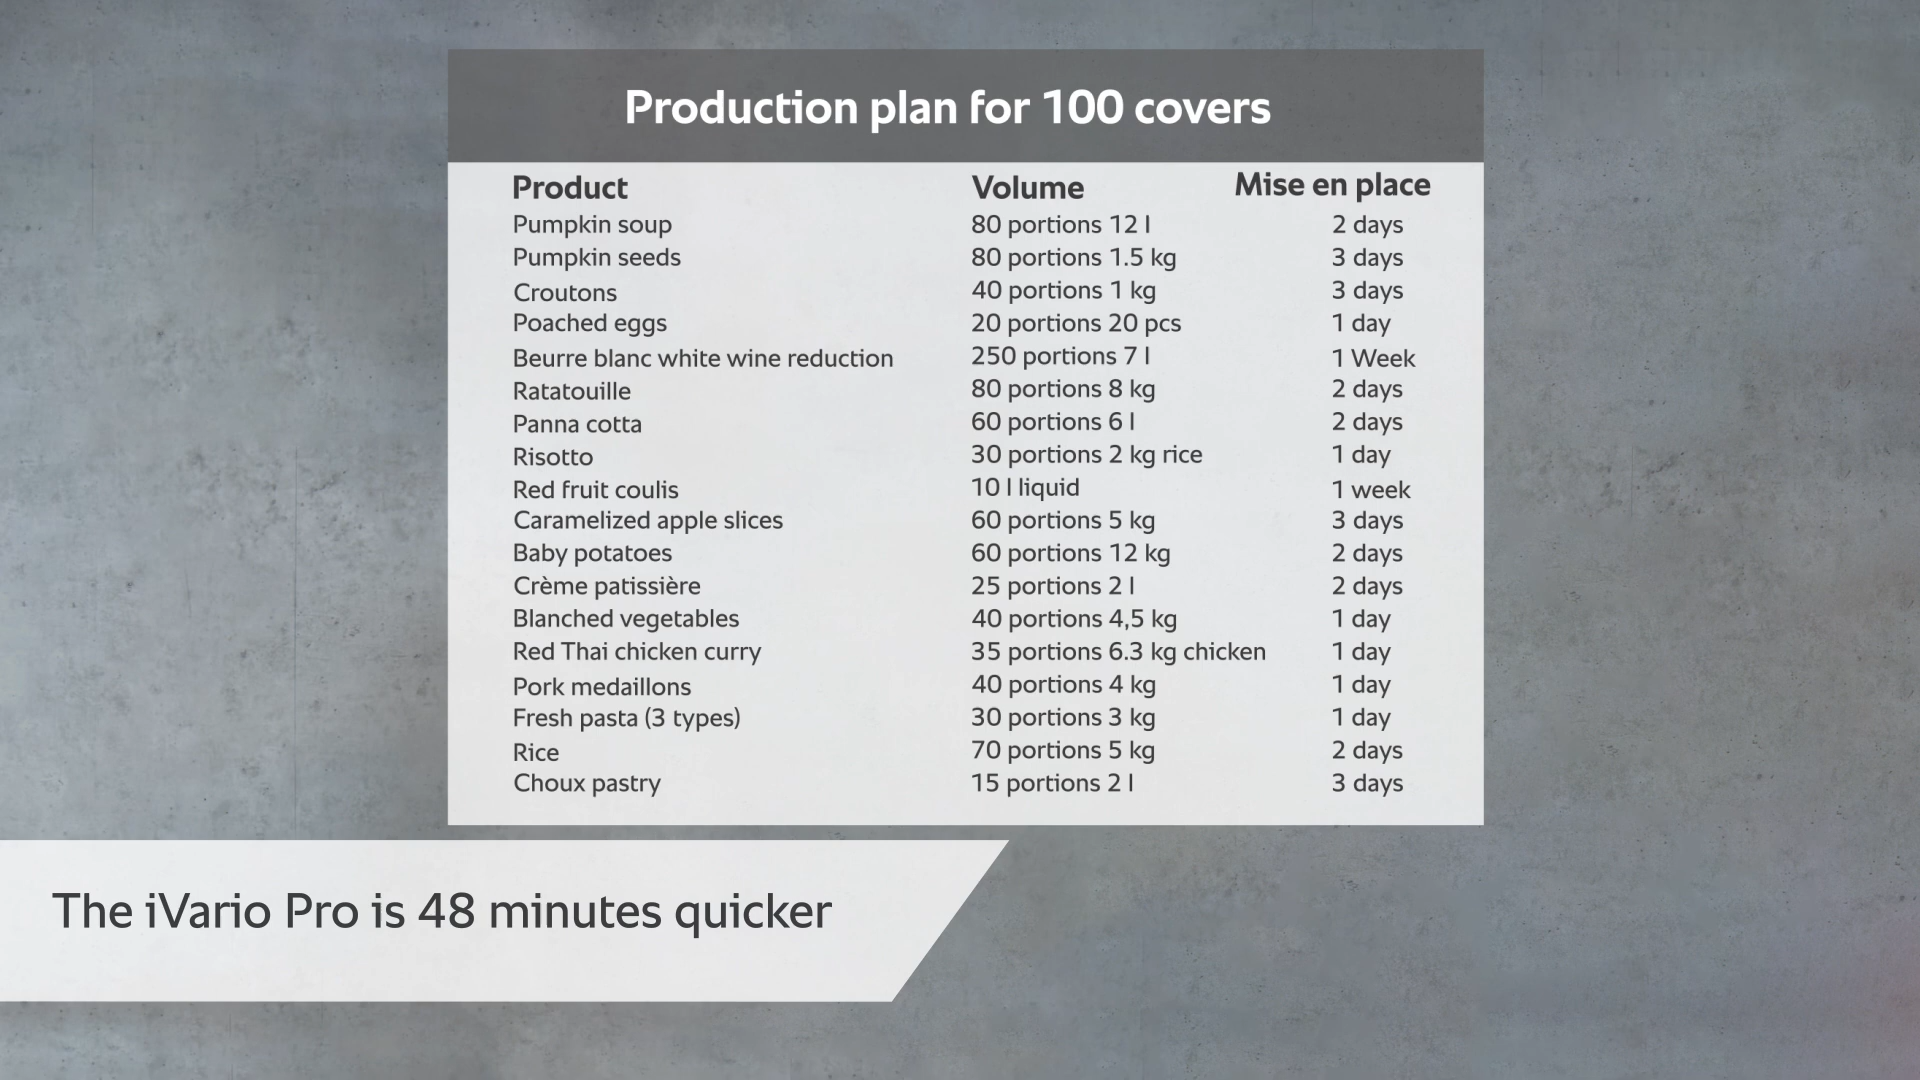 Production plan for 100 covers
Product Volume Mise en place
Pumpkin soup 80 portions 12 l 2 days
Pumpkin seeds 80 portions 1.5 kg 3 days
Croutons 40 portions 1 kg 3 days
Poached eggs 20 portions 20 pcs 1 day
Beurre blanc white wine reduction 250 portions 7 l 1 Week
Ratatouille 80 portions 8 kg 2 days
Panna cotta 60 portions 6 l 2 days
Risotto 30 portions 2 kg rice 1 day
Red fruit coulis 10 l liquid 1 week
Caramelized apple slices 60 portions 5 kg 3 days
Baby potatoes 60 portions 12 kg 2 days
Crème patissière 25 portions 2 l 2 days
Blanched vegetables 40 portions 4,5 kg 1 day
Red Thai chicken curry 35 portions 6.3 kg chicken 1 day
Pork medaillons 40 portions 4 kg 1 day
Fresh pasta (3 types) 30 portions 3 kg 1 day
Rice 70 portions 5 kg 2 days
Choux pastry 15 portions 2 l 3 days
The iVario Pro is 48 minutes quicker